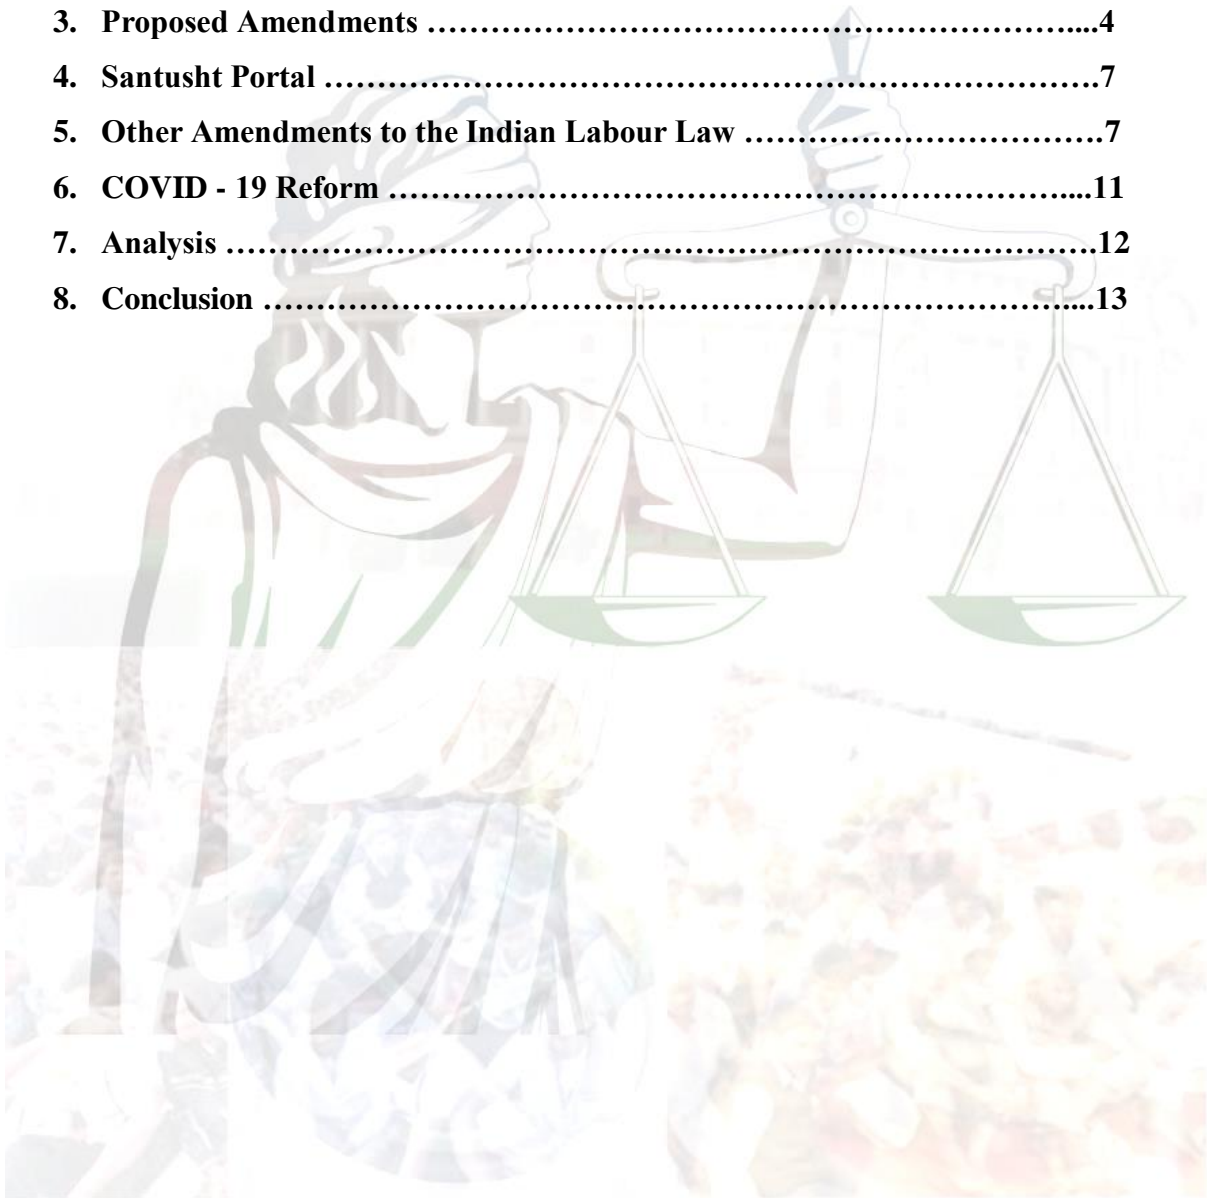 3. Proposed Amendments …………………………………………………....4
4. Santusht Portal …………………………………………………………….7
5. Other Amendments to the Indian Labour Law …………………………….7
6. COVID - 19 Reform ……………………………………………………....11
7. Analysis …………………………………………………………………….12
8. Conclusion ………………………………………………………………....13